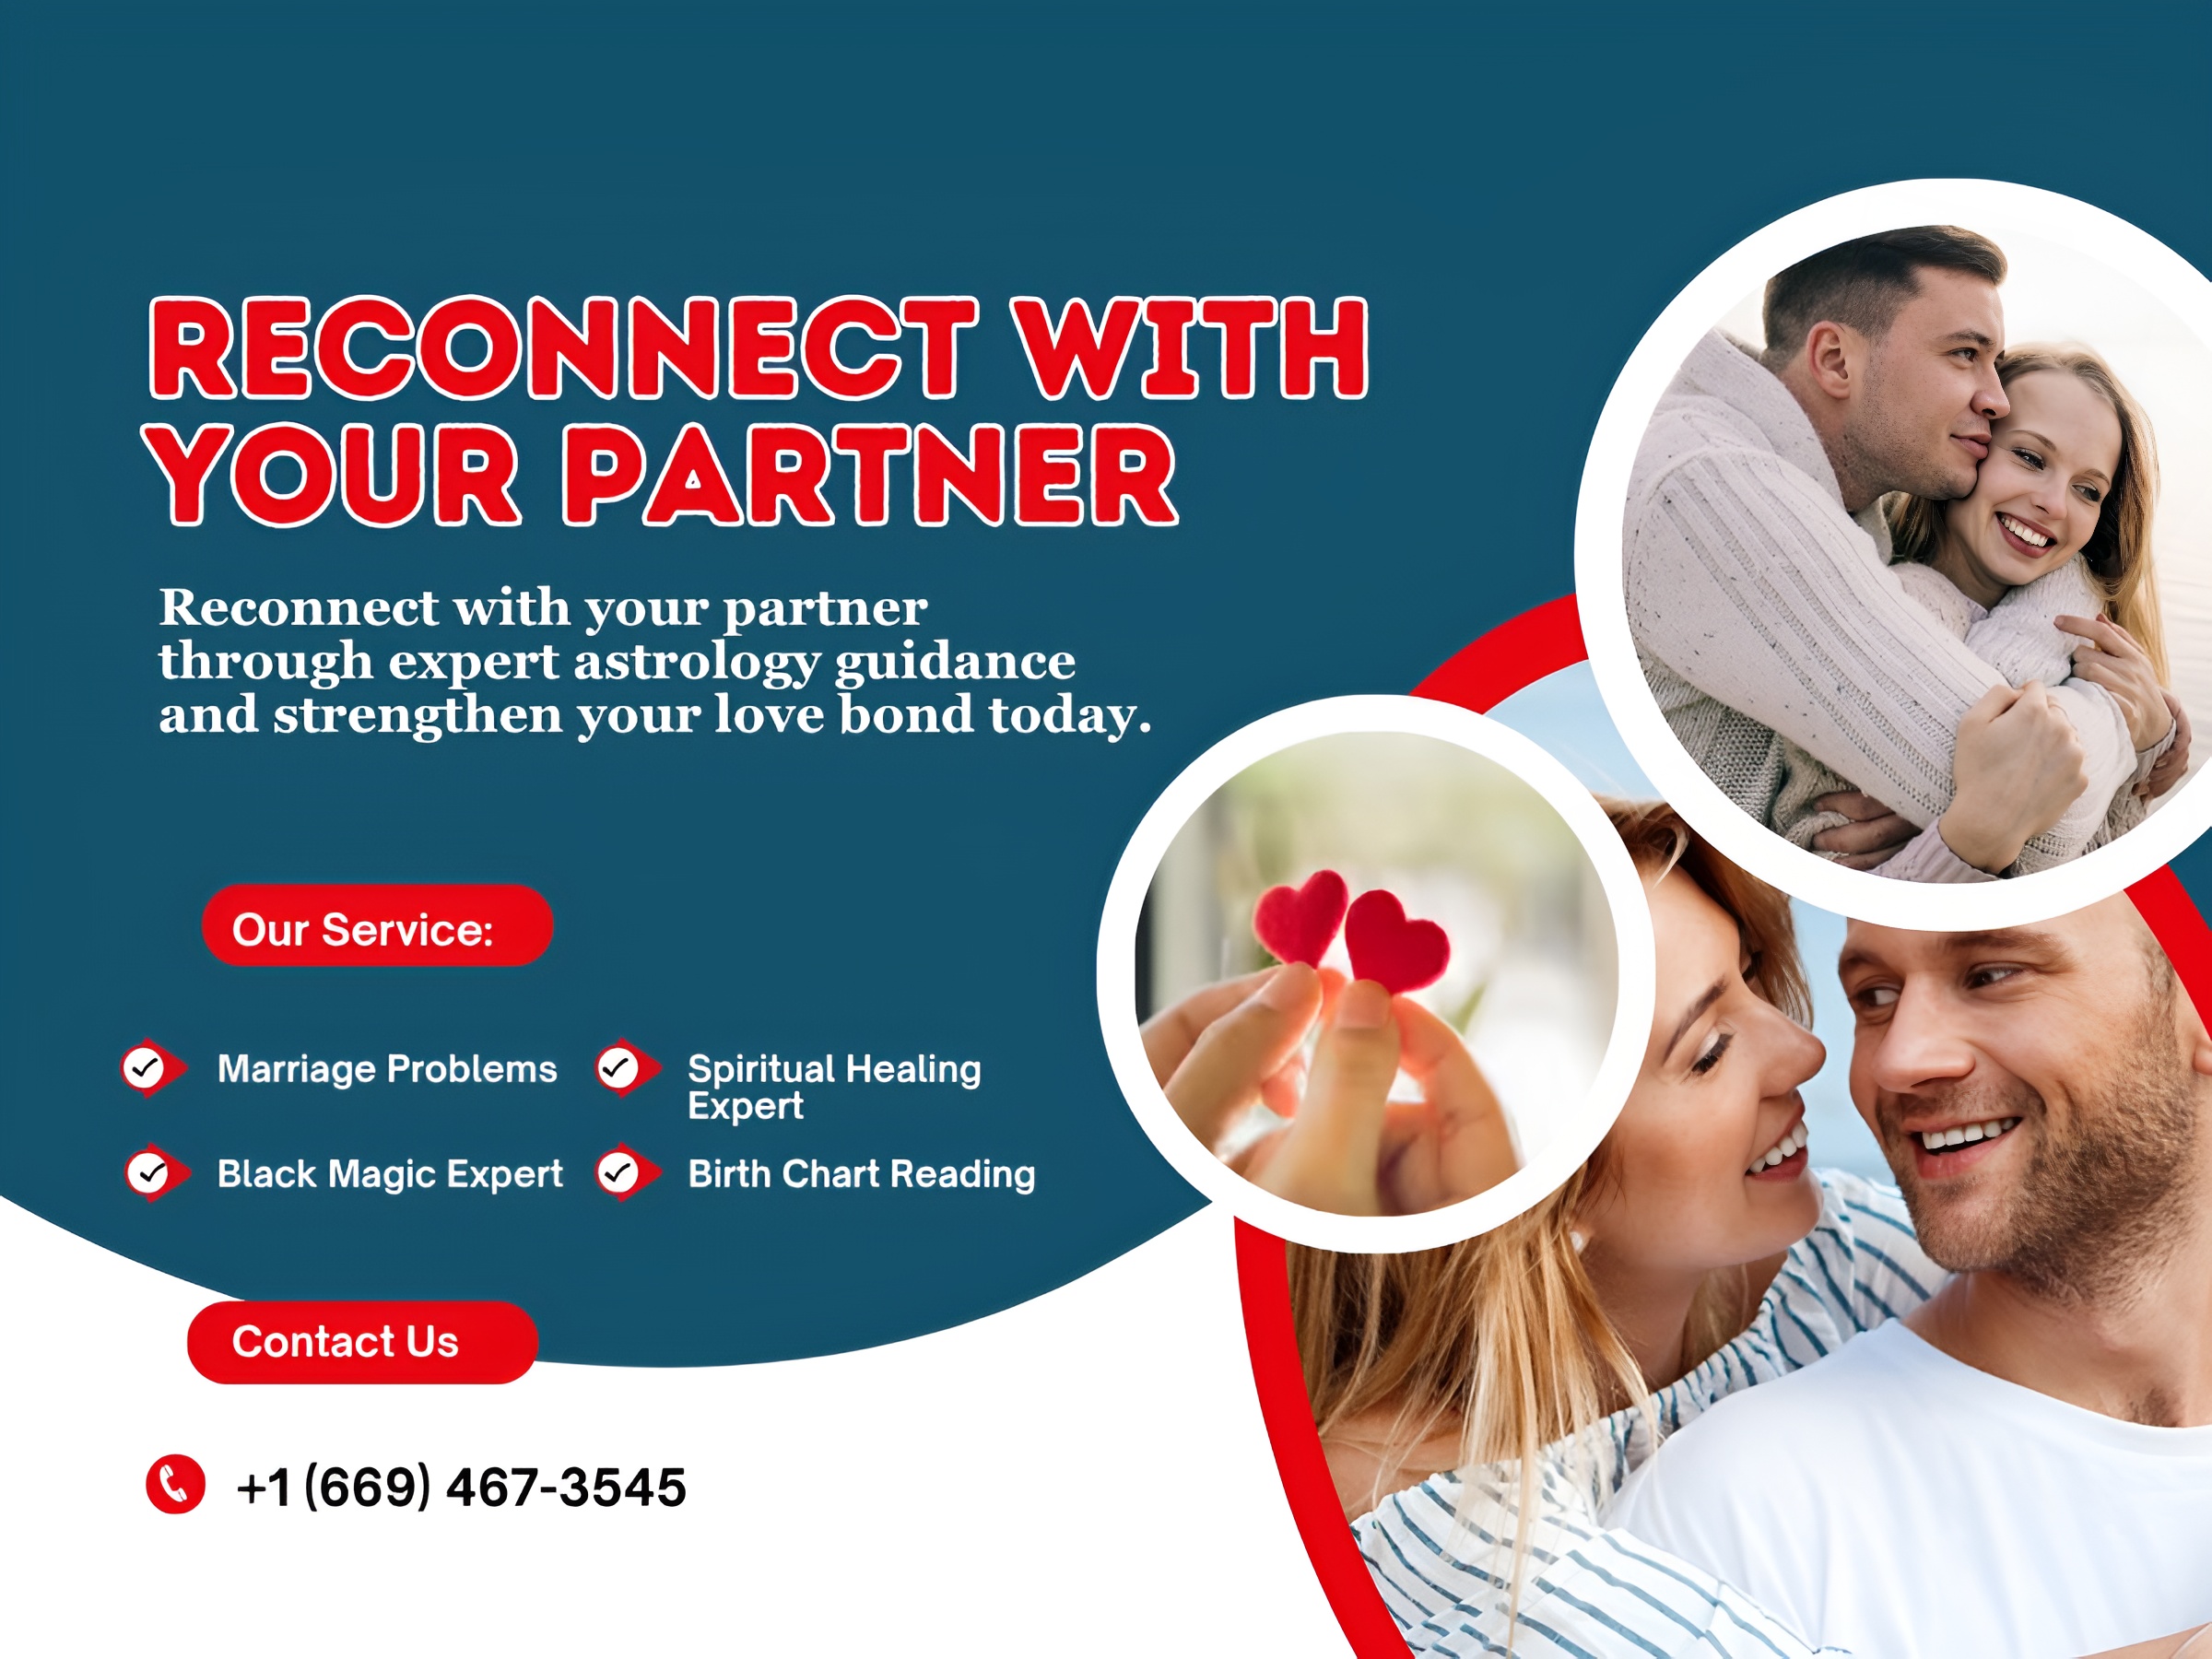 RECONNECT WITH
YOUR PARTNER
Reconnect with your partner
through expert astrology guidance
and strengthen your love bond today.
Our Service:
Marriage Problems
Spiritual Healing
Expert
Black Magic Expert
Birth Chart Reading
Contact Us
+1 (669) 467-3545